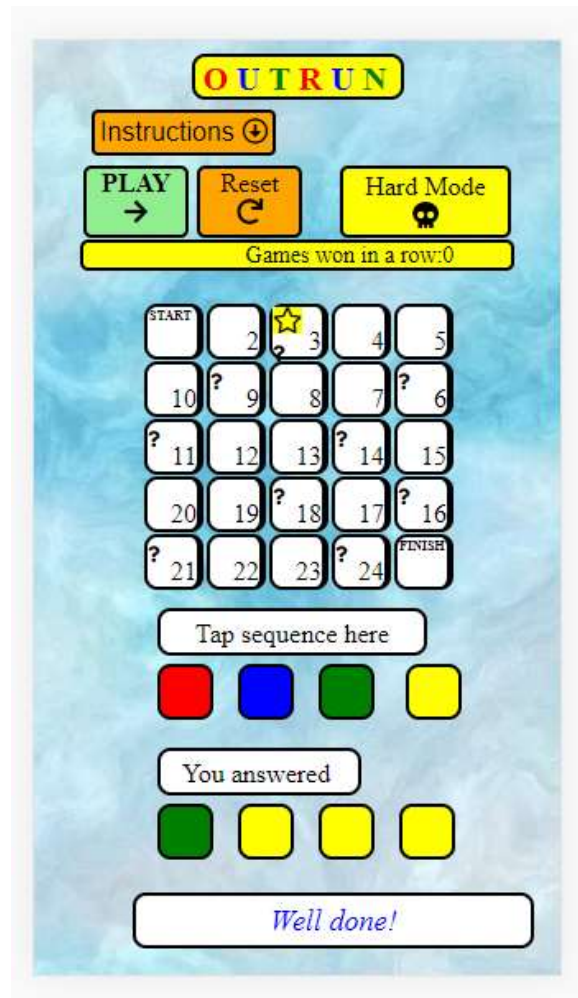 OUTRUN
Instructions
PLAY Reset Hard Mode
Games won in a row:0
START 2 ? 3 4 5
10 ? 9 8 7 ? 6
? 11 12 13 ? 14 15
20 19 ? 18 17 ? 16
? 21 22 23 ? 24 FINISH
Tap sequence here
You answered
Well done!